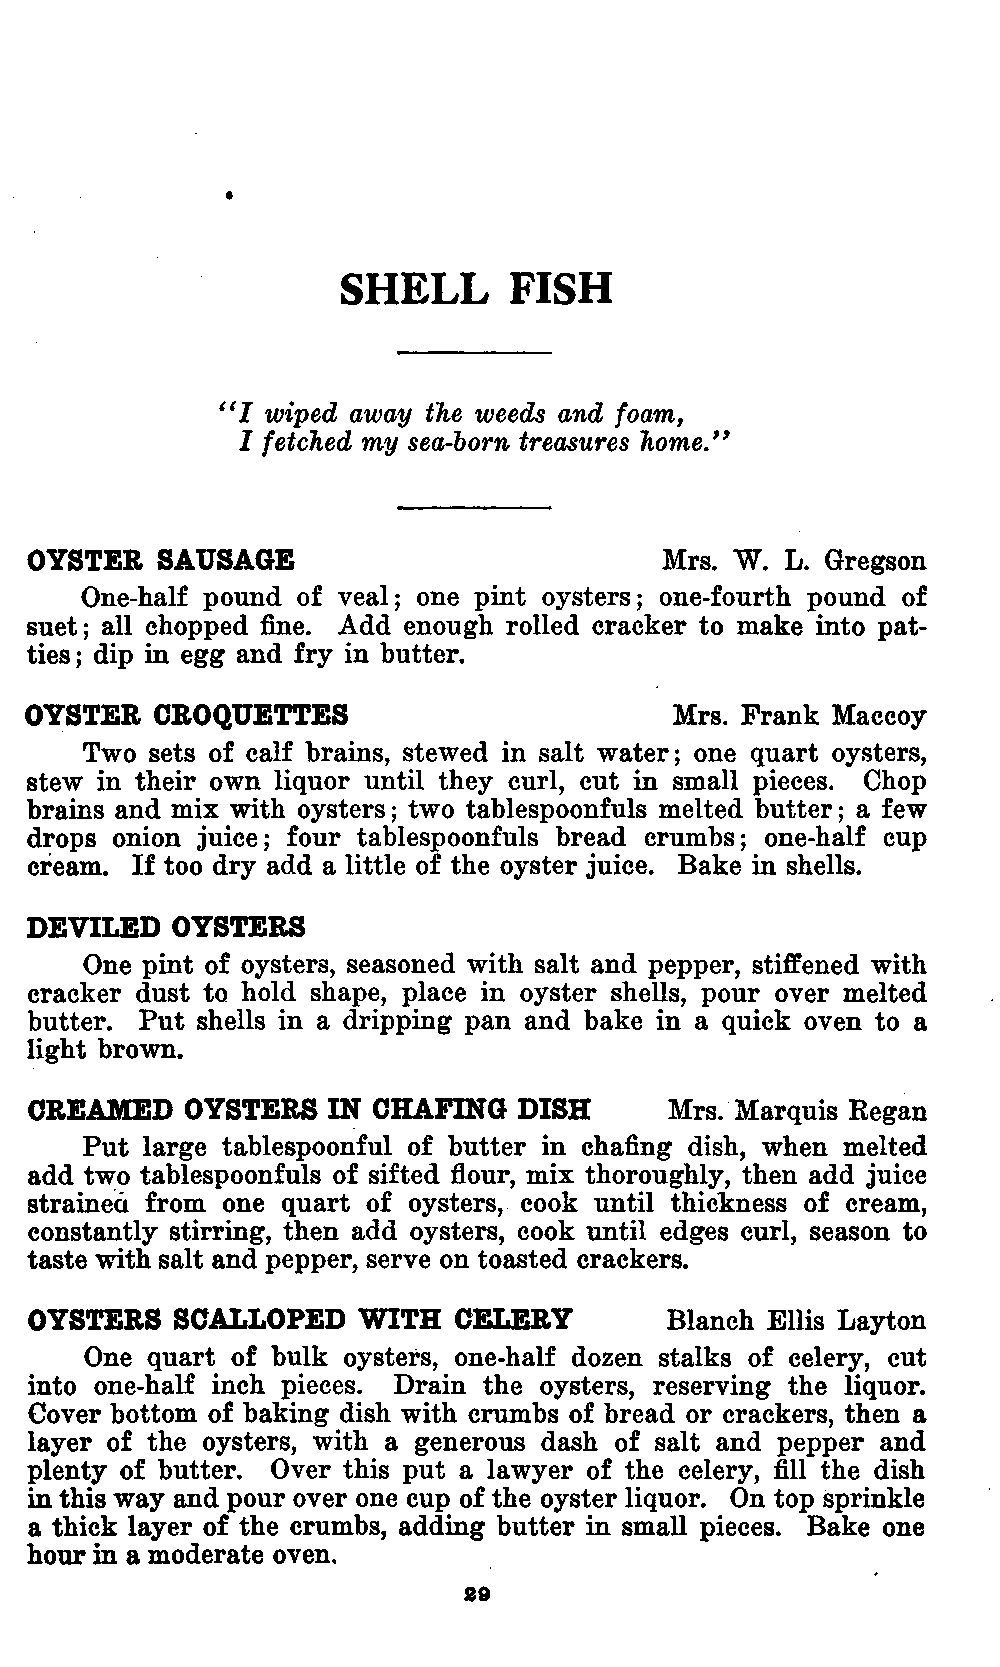 SHELL FISH
"I wiped away the weeds and foam,
I fetched my sea-born treasures home."
OYSTER SAUSAGE Mrs. W. L. Gregson
One-half pound of veal; one pint oysters; one-fourth pound of
suet; all chopped fine. Add enough rolled cracker to make into pat-
ties; dip in egg and fry in butter.
OYSTER CROQUETTES Mrs. Frank Maccoy
Two sets of calf brains, stewed in salt water; one quart oysters,
stew in their own liquor until they curl, cut in small pieces. Chop
brains and mix with oysters; two tablespoonfuls melted butter; a few
drops onion juice; four tablespoonfuls bread crumbs; one-half cup
cream. If too dry add a little of the oyster juice. Bake in shells.
DEVILED OYSTERS
One pint of oysters, seasoned with salt and pepper, stiffened with
cracker dust to hold shape, place in oyster shells, pour over melted
butter. Put shells in a dripping pan and bake in a quick oven to a
light brown.
CREAMED OYSTERS IN CHAFING DISH Mrs. Marquis Regan
Put large tablespoonful of butter in chafing dish, when melted
add two tablespoonfuls of sifted flour, mix thoroughly, then add juice
strained from one quart of oysters, cook until thickness of cream,
constantly stirring, then add oysters, cook until edges curl, season to
taste with salt and pepper, serve on toasted crackers.
OYSTERS SCALLOPED WITH CELERY Blanch Ellis Layton
One quart of bulk oysters, one-half dozen stalks of celery, cut
into one-half inch pieces. Drain the oysters, reserving the liquor.
Cover bottom of baking dish with crumbs of bread or crackers, then a
layer of the oysters, with a generous dash of salt and pepper and
plenty of butter. Over this put a lawyer of the celery, fill the dish
in this way and pour over one cup of the oyster liquor. On top sprinkle
a thick layer of the crumbs, adding butter in small pieces. Bake one
hour in a moderate oven.
29